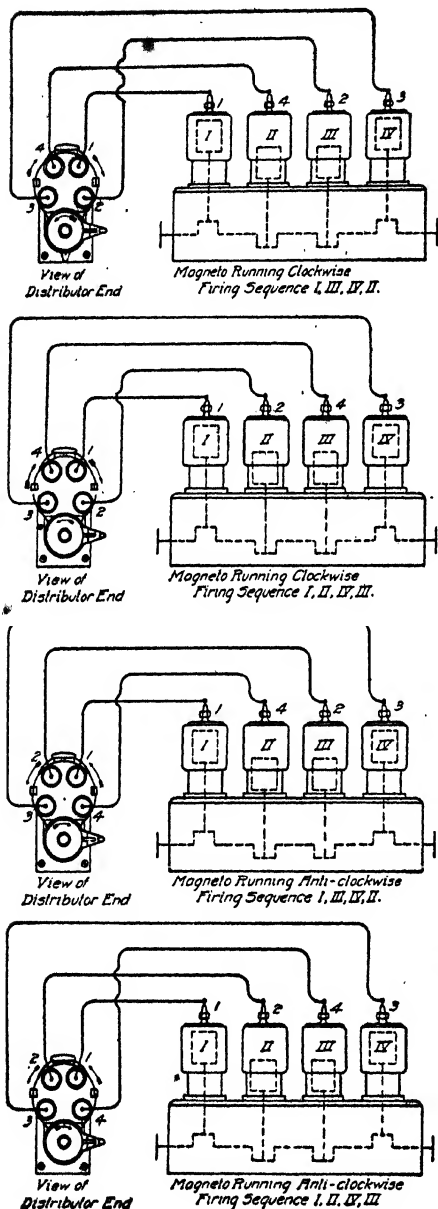 1 4 2 3
4 1
I II III IV
3 2
View of Distributor End
Magneto Running Clockwise
Firing Sequence I, III, IV, II.
1 2 4 3
4 1
I II III IV
3 2
View of Distributor End
Magneto Running Clockwise
Firing Sequence I, II, IV, III.
1 4 2 3
2 1
I II III IV
3 4
View of Distributor End
Magneto Running Anti-clockwise
Firing Sequence I, III, IV, II.
1 2 4 3
2 1
I II III IV
3 4
View of Distributor End
Magneto Running Anti-clockwise
Firing Sequence I, II, IV, III